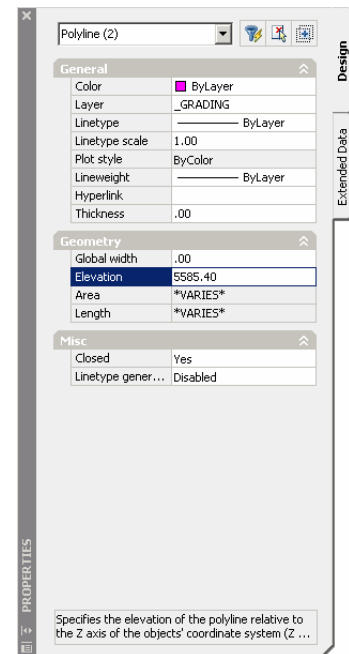 Polyline (2)
General
Color ByLayer
Layer _GRADING
Linetype ByLayer
Linetype scale 1.00
Plot style ByColor
Lineweight ByLayer
Hyperlink
Thickness .00
Geometry
Global width .00
Elevation 5585.40
Area *VARIES*
Length *VARIES*
Misc
Closed Yes
Linetype gener... Disabled
Specifies the elevation of the polyline relative to
the Z axis of the objects' coordinate system (Z ...
PROPERTIES
Design
Extended Data